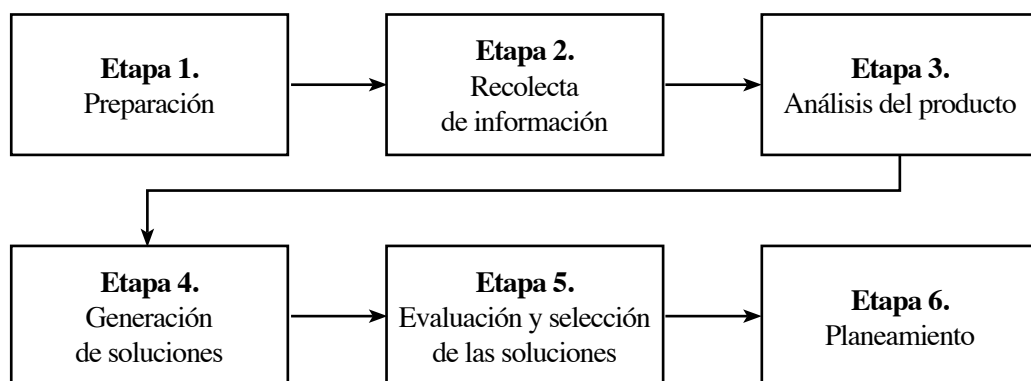 Etapa 1.
Preparación
Etapa 2.
Recolecta
de información
Etapa 3.
Análisis del producto
Etapa 4.
Generación
de soluciones
Etapa 5.
Evaluación y selección
de las soluciones
Etapa 6.
Planeamiento